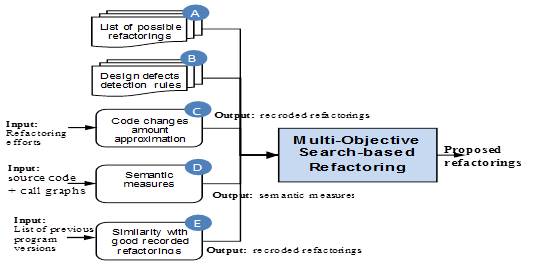 A
List of possible
refactorings
B
Design defects
detection rules
C
Input:
Refactoring
efforts
Code changes
amount
approximation
Output: recroded refactorings
D
Input:
source code
+ call graphs
Semantic
measures
Output: semantic measures
E
Input:
List of previous
program
versions
Similarity with
good recorded
refactorings
Output: recroded refactorings
Multi-Objective
Search-based
Refactoring
Proposed
refactorings